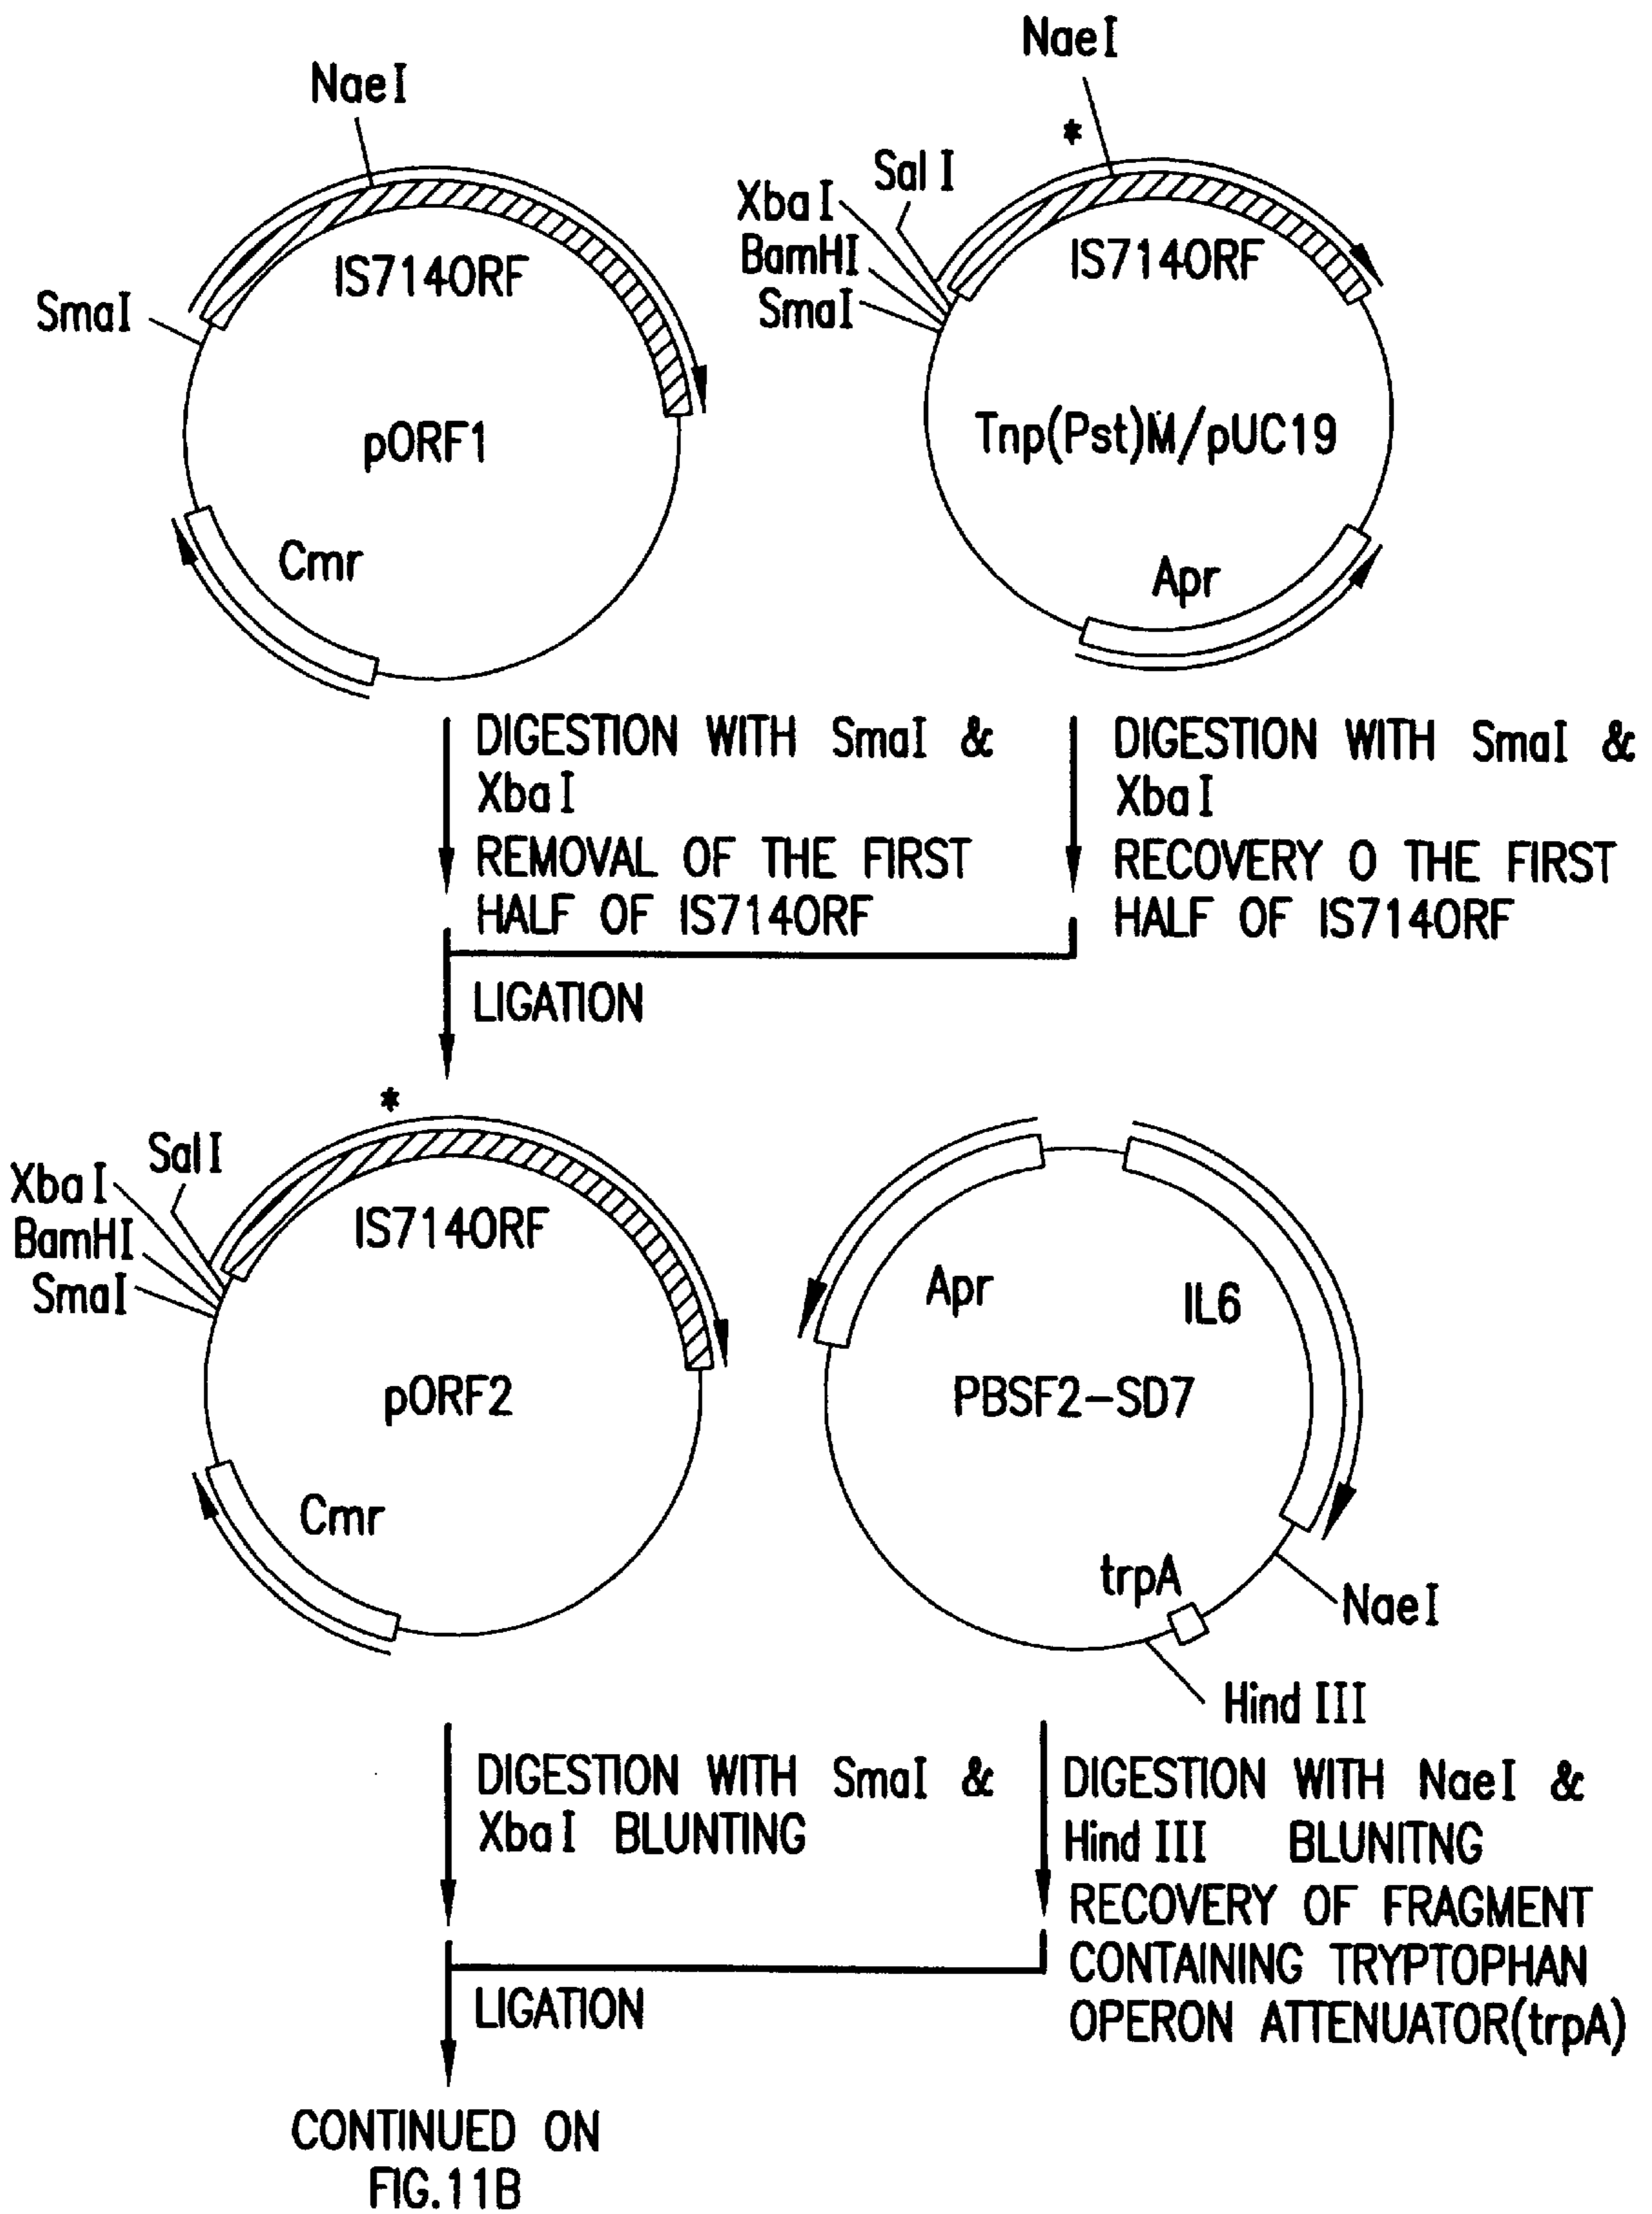 NaeI
SmaI
IS714ORF
pORF1
Cmr
NaeI
*
Sal I
XbaI
BamHI
SmaI
IS714ORF
Tnp(Pst)M/pUC19
Apr
DIGESTION WITH SmaI &
XbaI
REMOVAL OF THE FIRST
HALF OF IS714ORF
DIGESTION WITH SmaI &
XbaI
RECOVERY O THE FIRST
HALF OF IS714ORF
LIGATION
*
Sal I
XbaI
BamHI
SmaI
IS714ORF
pORF2
Cmr
Apr
IL6
PBSF2-SD7
trpA
NaeI
Hind III
DIGESTION WITH SmaI &
XbaI BLUNTING
DIGESTION WITH NaeI &
Hind III BLUNITNG
RECOVERY OF FRAGMENT
CONTAINING TRYPTOPHAN
OPERON ATTENUATOR(trpA)
LIGATION
CONTINUED ON
FIG.11B